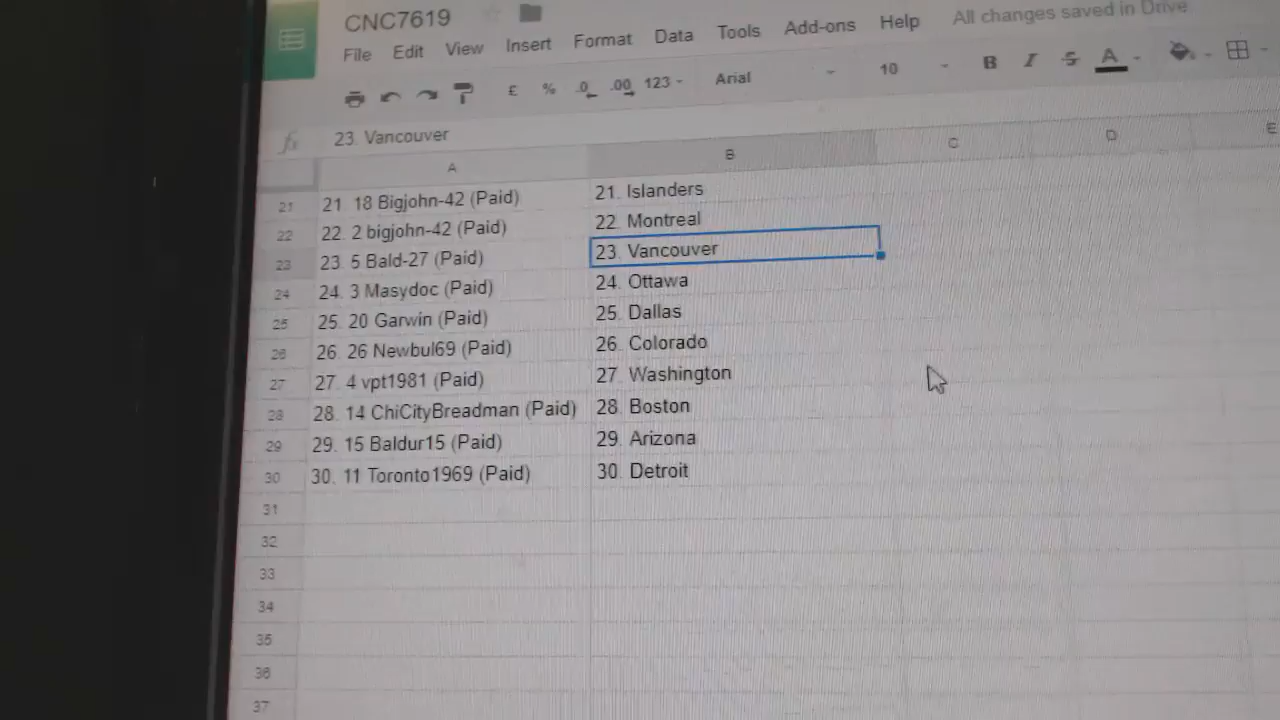 CNC7619
File Edit View Insert Format Data Tools Add-ons Help All changes saved in Drive
£ % .0 .00 123 Arial 10 B I S A
fx 23. Vancouver
A B C D E
21 21 18 Bigjohn-42 (Paid) 21. Islanders
22 22. 2 bigjohn-42 (Paid) 22. Montreal
23 23. 5 Bald-27 (Paid) 23. Vancouver
24 24. 3 Masydoc (Paid) 24. Ottawa
25 25. 20 Garwin (Paid) 25. Dallas
26 26. 26 Newbul69 (Paid) 26. Colorado
27 27. 4 vpt1981 (Paid) 27. Washington
28 28. 14 ChiCityBreadman (Paid) 28. Boston
29 29. 15 Baldur15 (Paid) 29. Arizona
30 30. 11 Toronto1969 (Paid) 30. Detroit
31
32
33
34
35
36
37